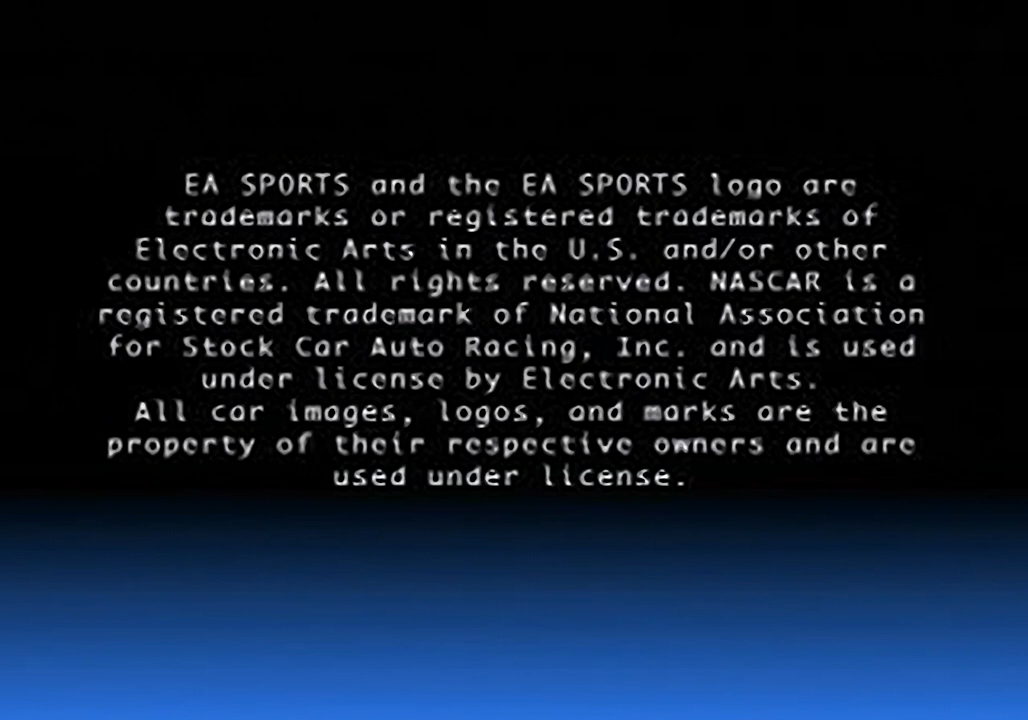 EA SPORTS and the EA SPORTS logo are
trademarks or registered trademarks of
Electronic Arts in the U.S. and/or other
countries. All rights reserved. NASCAR is a
registered trademark of National Association
for Stock Car Auto Racing, Inc. and is used
under license by Electronic Arts.
All car images, logos, and marks are the
property of their respective owners and are
used under license.